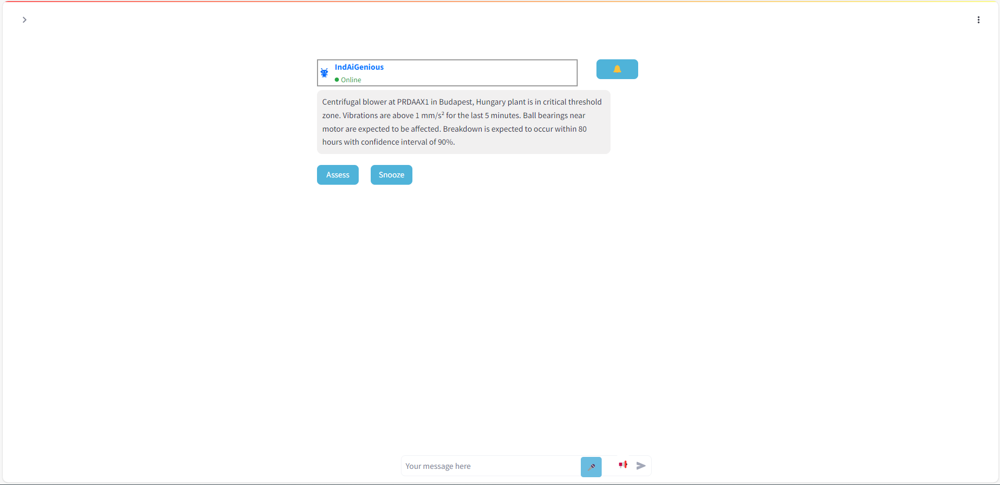 IndAiGenious
Online
Centrifugal blower at PRDAAX1 in Budapest, Hungary plant is in critical threshold
zone. Vibrations are above 1 mm/s² for the last 5 minutes. Ball bearings near
motor are expected to be affected. Breakdown is expected to occur within 80
hours with confidence interval of 90%.
Assess
Snooze
Your message here